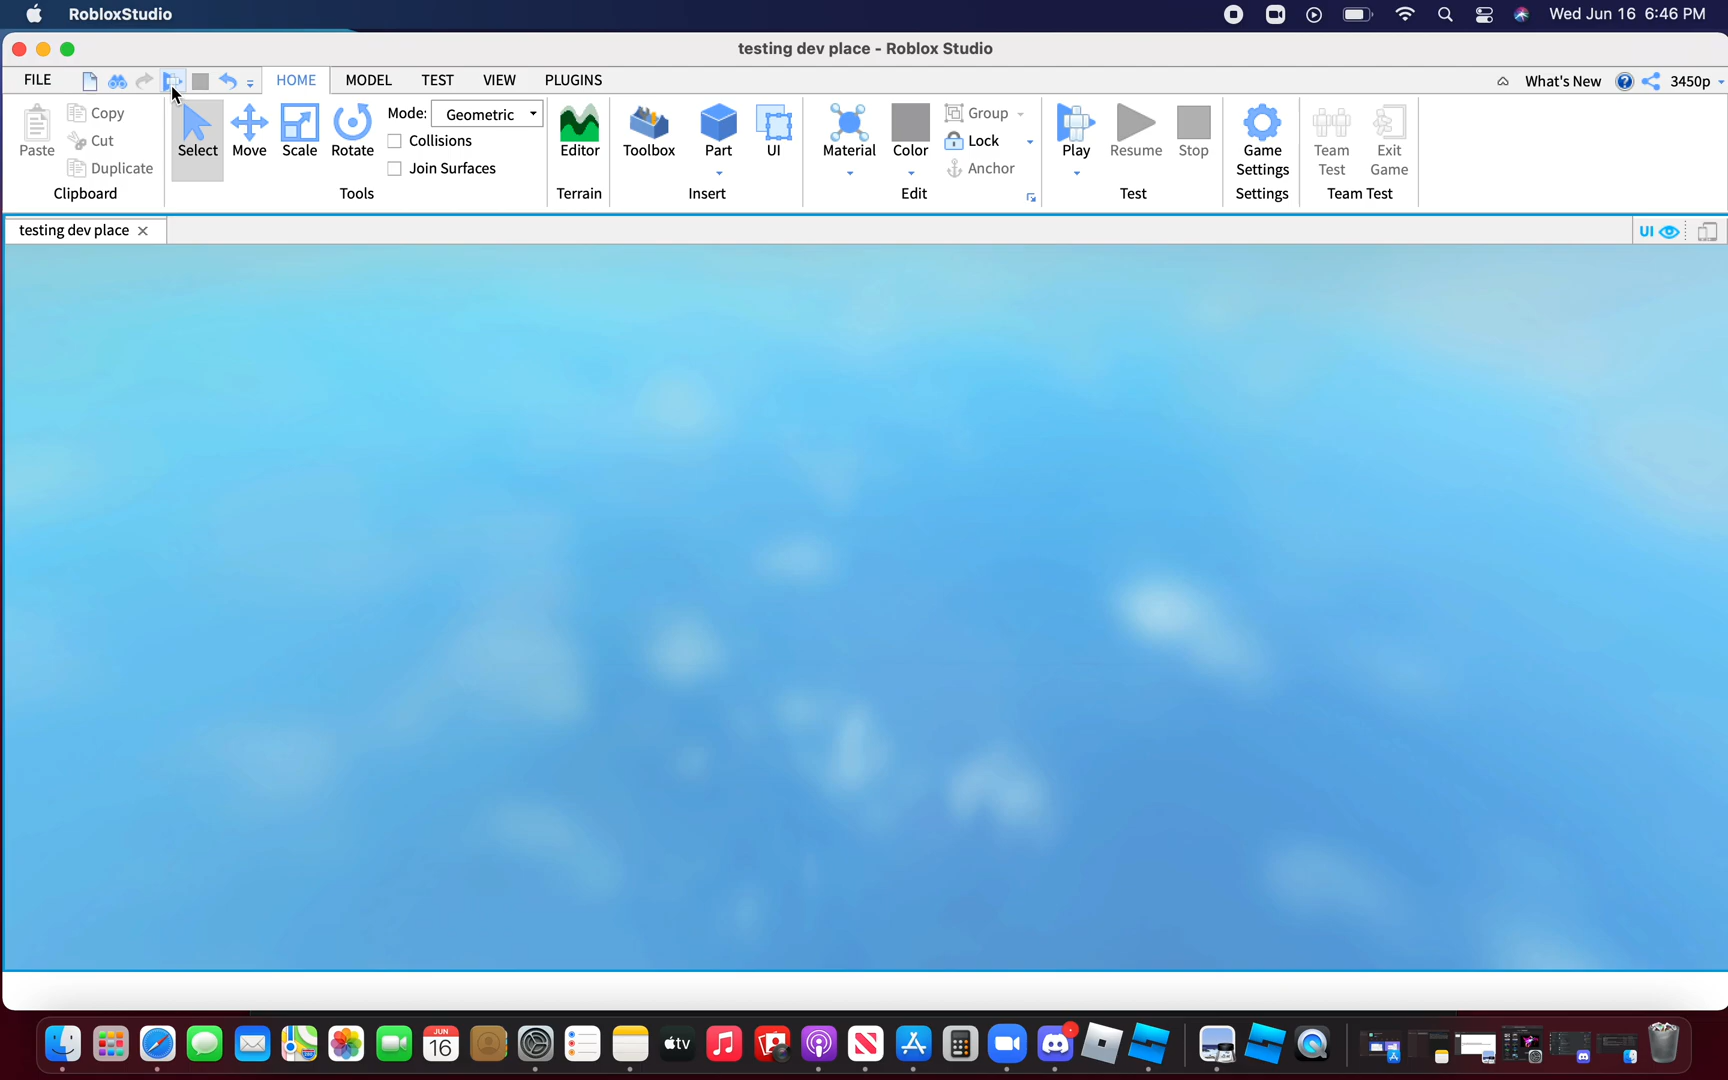 RobloxStudio
Wed Jun 16 6:46 PM
testing dev place - Roblox Studio
FILE
HOME
MODEL
TEST
VIEW
PLUGINS
What's New
3450p
Paste
Copy
Cut
Duplicate
Clipboard
Select
Move
Scale
Rotate
Mode: Geometric
Collisions
Join Surfaces
Tools
Editor
Terrain
Toolbox
Part
UI
Insert
Material
Color
Group
Lock
Anchor
Edit
Play
Resume
Stop
Test
Game
Settings
Settings
Team
Test
Exit
Game
Team Test
testing dev place
UI
JUN
16
tv